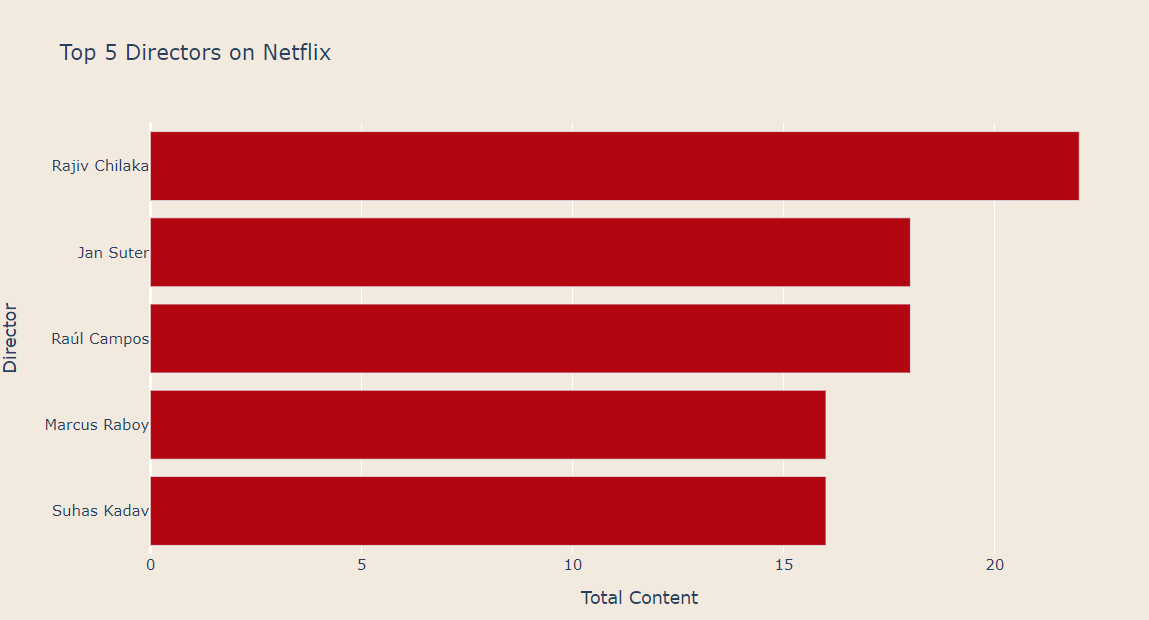 Top 5 Directors on Netflix
Rajiv Chilaka
Jan Suter
Raúl Campos
Marcus Raboy
Suhas Kadav
Director
0 5 10 15 20
Total Content